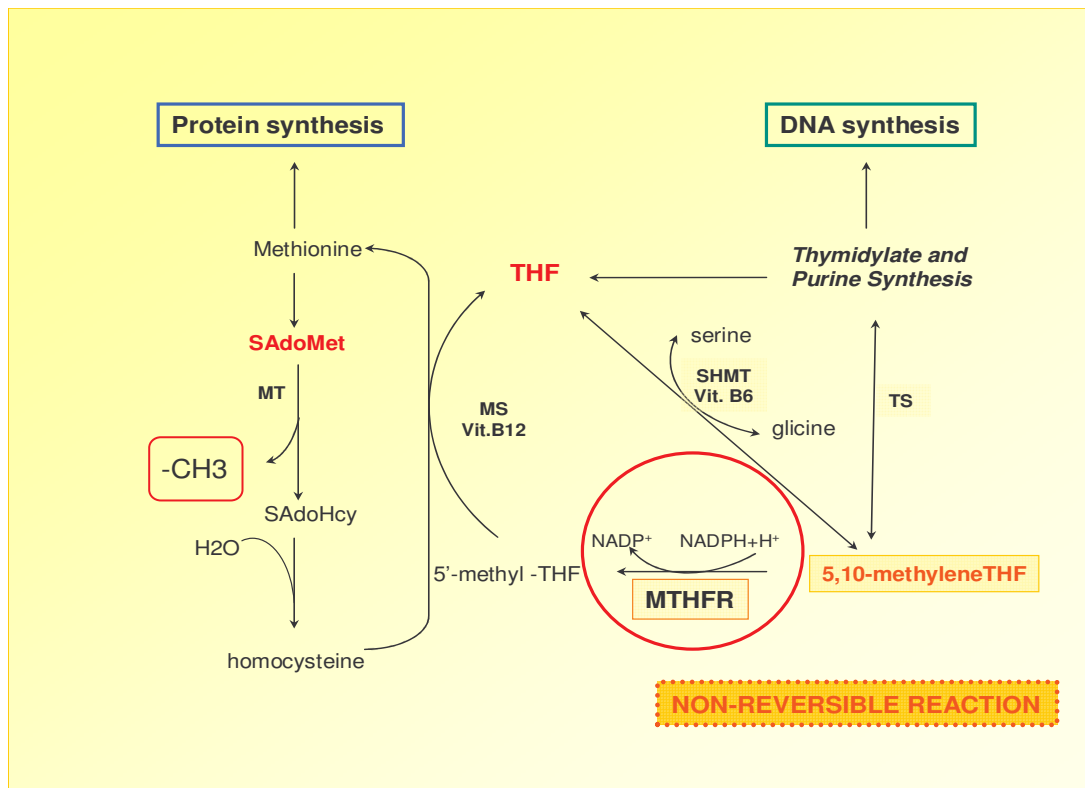 Protein synthesis
DNA synthesis
Methionine
THF
Thymidylate and
Purine Synthesis
SAdoMet
serine
MT
SHMT
Vit. B6
TS
MS
Vit.B12
glicine
-CH3
SAdoHcy
H2O
NADP+
NADPH+H+
5'-methyl -THF
5,10-methyleneTHF
MTHFR
homocysteine
NON-REVERSIBLE REACTION